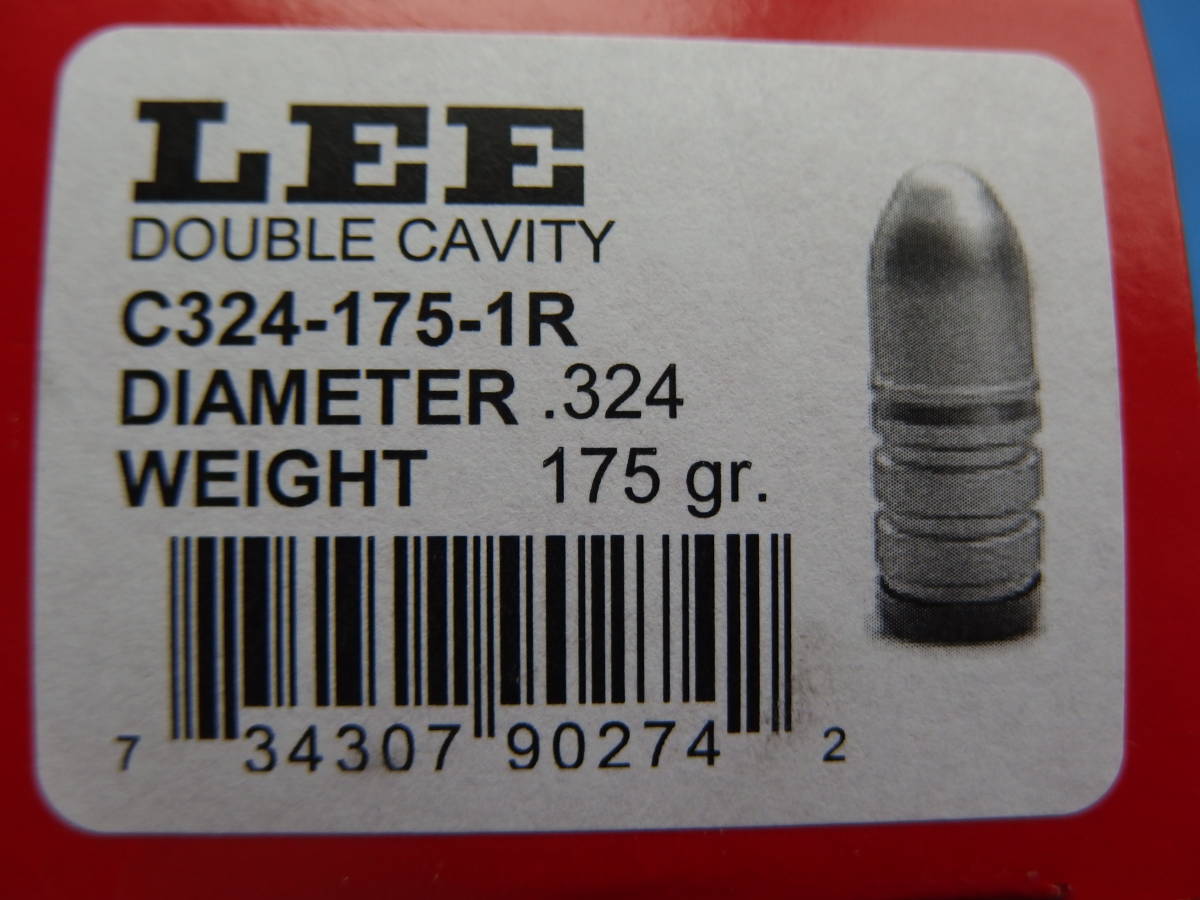 LEE
DOUBLE CAVITY
C324-175-1R
DIAMETER .324
WEIGHT 175 gr.
7 34307 90274 2